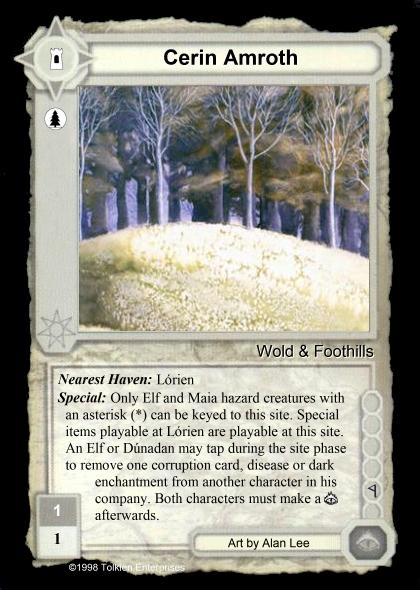 Cerin Amroth
Wold & Foothills
Nearest Haven: Lórien
Special: Only Elf and Maia hazard creatures with
an asterisk (*) can be keyed to this site. Special
items playable at Lórien are playable at this site.
An Elf or Dúnadan may tap during the site phase
to remove one corruption card, disease or dark
enchantment from another character in his
company. Both characters must make a
afterwards.
1
1
Art by Alan Lee
©1998 Tolkien Enterprises